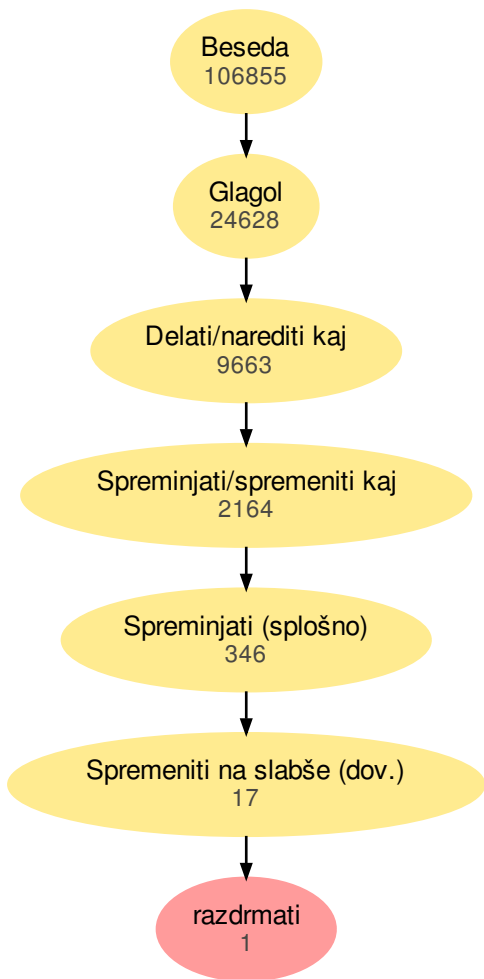 Beseda
106855
Glagol
24628
Delati/narediti kaj
9663
Spreminjati/spremeniti kaj
2164
Spreminjati (splošno)
346
Spremeniti na slabše (dov.)
17
razdrmati
1